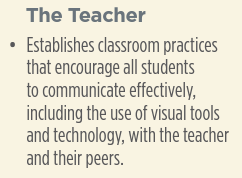 The Teacher
• Establishes classroom practices
that encourage all students
to communicate effectively,
including the use of visual tools
and technology, with the teacher
and their peers.